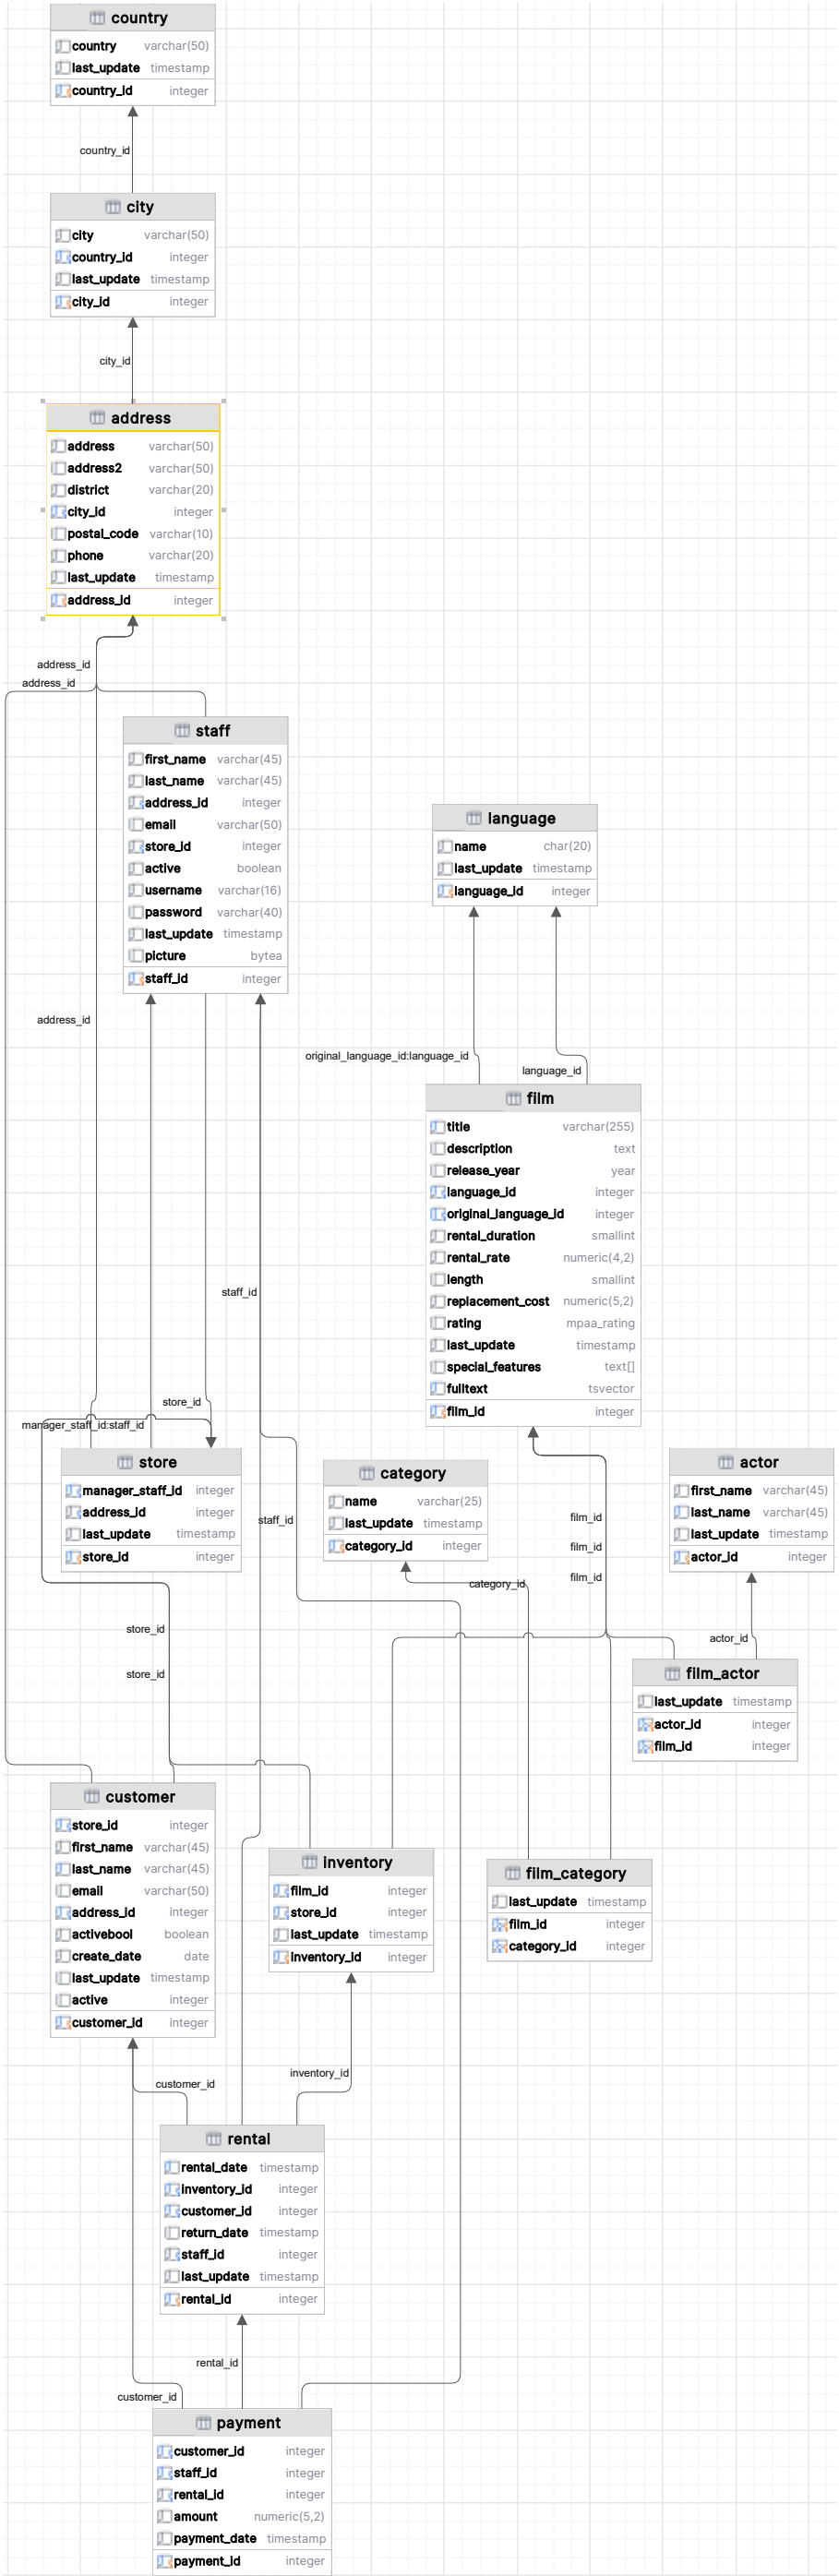 country
country varchar(50)
last_update timestamp
country_id integer
country_id
city
city varchar(50)
country_id integer
last_update timestamp
city_id integer
city_id
address
address varchar(50)
address2 varchar(50)
district varchar(20)
city_id integer
postal_code varchar(10)
phone varchar(20)
last_update timestamp
address_id integer
address_id
address_id
staff
first_name varchar(45)
last_name varchar(45)
address_id integer
email varchar(50)
store_id integer
active boolean
username varchar(16)
password varchar(40)
last_update timestamp
picture bytea
staff_id integer
language
name char(20)
last_update timestamp
language_id integer
address_id
original_language_id:language_id
language_id
film
title varchar(255)
description text
release_year year
language_id integer
original_language_id integer
rental_duration smallint
rental_rate numeric(4,2)
length smallint
replacement_cost numeric(5,2)
rating mpaa_rating
last_update timestamp
special_features text[]
fulltext tsvector
film_id integer
staff_id
store_id
manager_staff_id:staff_id
store
manager_staff_id integer
address_id integer
last_update timestamp
store_id integer
category
name varchar(25)
last_update timestamp
category_id integer
actor
first_name varchar(45)
last_name varchar(45)
last_update timestamp
actor_id integer
staff_id
film_id
film_id
film_id
category_id
store_id
store_id
actor_id
film_actor
last_update timestamp
actor_id integer
film_id integer
customer
store_id integer
first_name varchar(45)
last_name varchar(45)
email varchar(50)
address_id integer
activebool boolean
create_date date
last_update timestamp
active integer
customer_id integer
inventory
film_id integer
store_id integer
last_update timestamp
inventory_id integer
film_category
last_update timestamp
film_id integer
category_id integer
inventory_id
customer_id
rental
rental_date timestamp
inventory_id integer
customer_id integer
return_date timestamp
staff_id integer
last_update timestamp
rental_id integer
rental_id
customer_id
payment
customer_id integer
staff_id integer
rental_id integer
amount numeric(5,2)
payment_date timestamp
payment_id integer